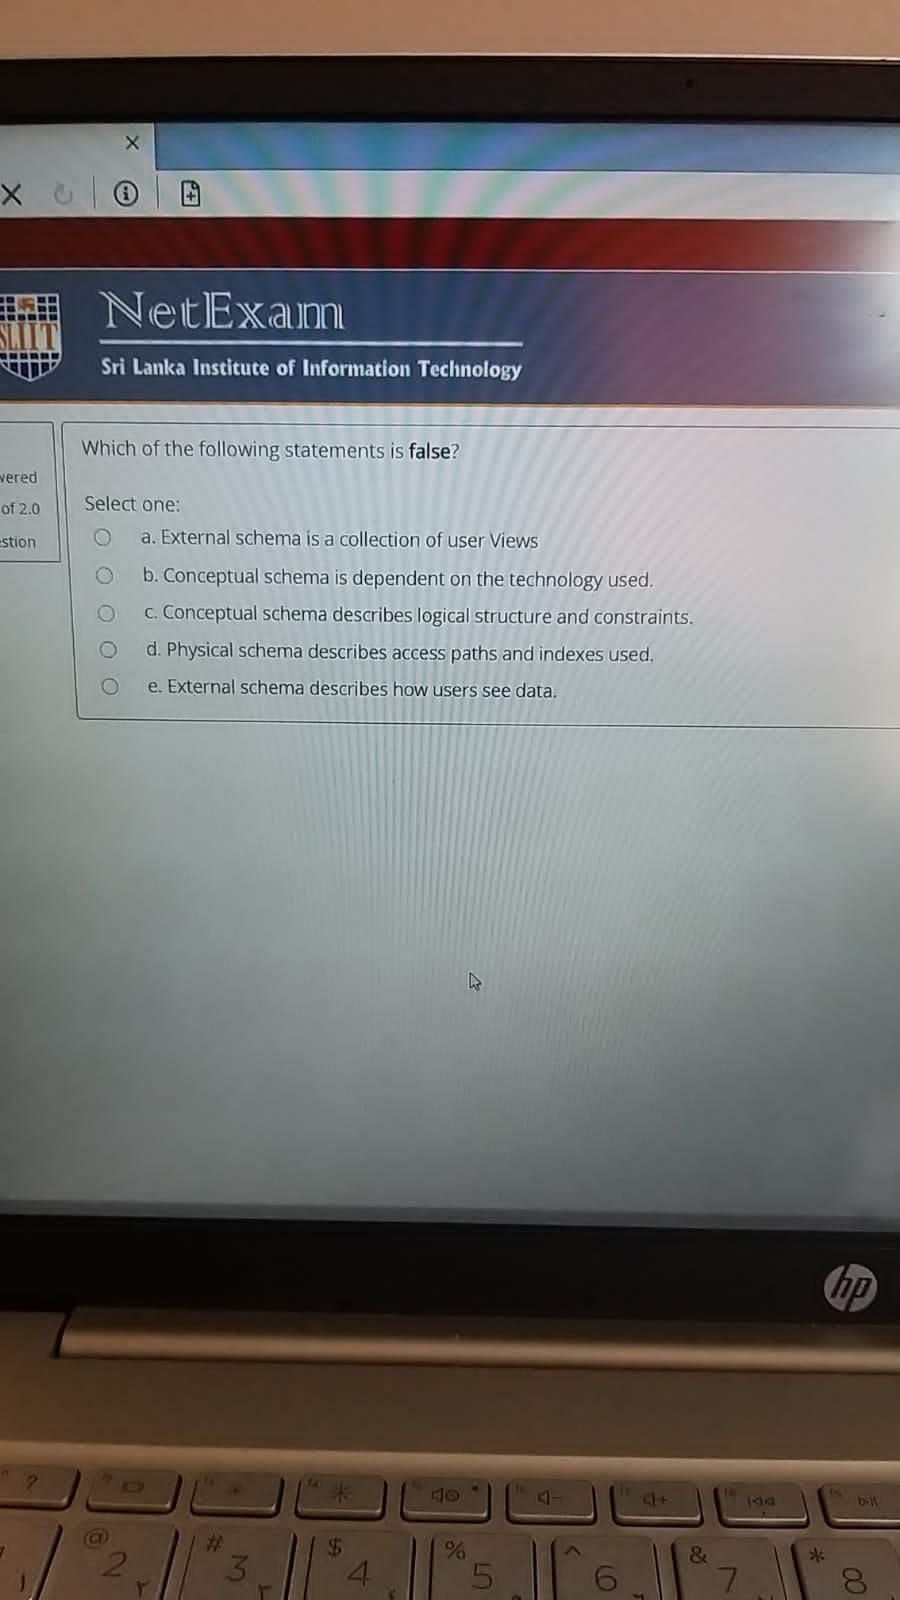 NetExam
SLIIT
Sri Lanka Institute of Information Technology
Which of the following statements is false?
of 2.0
Select one:
a. External schema is a collection of user Views
b. Conceptual schema is dependent on the technology used.
c. Conceptual schema describes logical structure and constraints.
d. Physical schema describes access paths and indexes used.
e. External schema describes how users see data.
hp
?
@ # $ % ^ & *
2 3 4 5 6 7 8